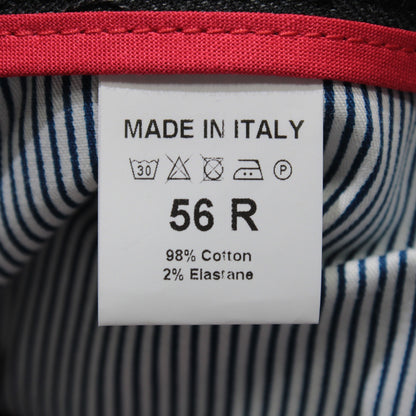 MADE IN ITALY
30 P
56 R
98% Cotton
2% Elastane